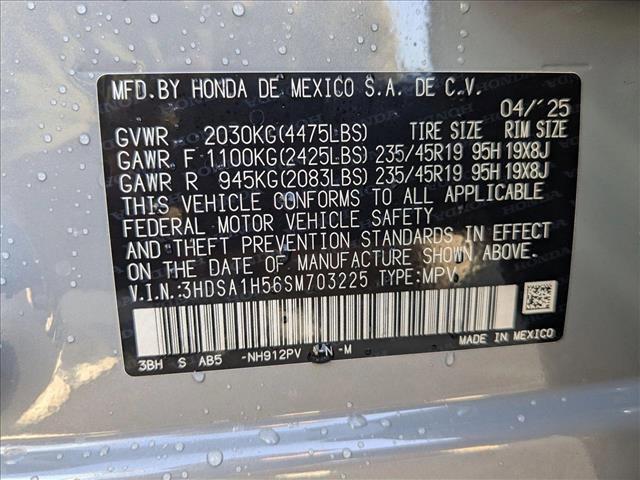 MFD.BY HONDA DE MEXICO S.A. DE C.V.
04/'25
GVWR 2030KG(4475LBS) TIRE SIZE RIM SIZE
GAWR F 1100KG(2425LBS) 235/45R19 95H 19X8J
GAWR R 945KG(2083LBS) 235/45R19 95H 19X8J
THIS VEHICLE CONFORMS TO ALL APPLICABLE
FEDERAL MOTOR VEHICLE SAFETY
AND THEFT PREVENTION STANDARDS IN EFFECT
ON THE DATE OF MANUFACTURE SHOWN ABOVE.
V.I.N.:3HDSA1H56SM703225 TYPE:MPV
3BH S AB5 -NH912PV N-N -M
MADE IN MEXICO